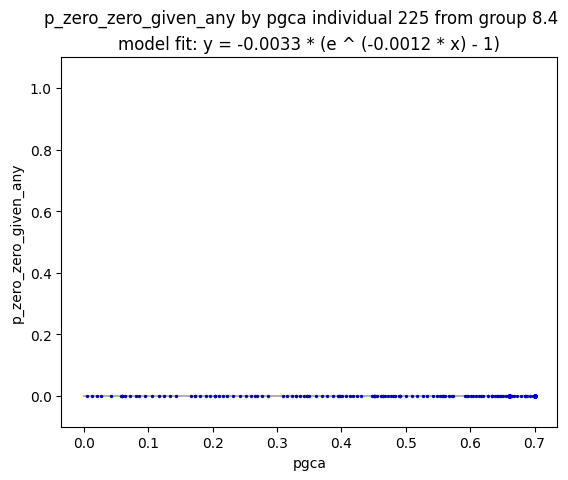 p_zero_zero_given_any by pgca individual 225 from group 8.4
model fit: y = -0.0033 * (e ^ (-0.0012 * x) - 1)
1.0
0.8
0.6
0.4
0.2
0.0
p_zero_zero_given_any
0.0 0.1 0.2 0.3 0.4 0.5 0.6 0.7
pgca